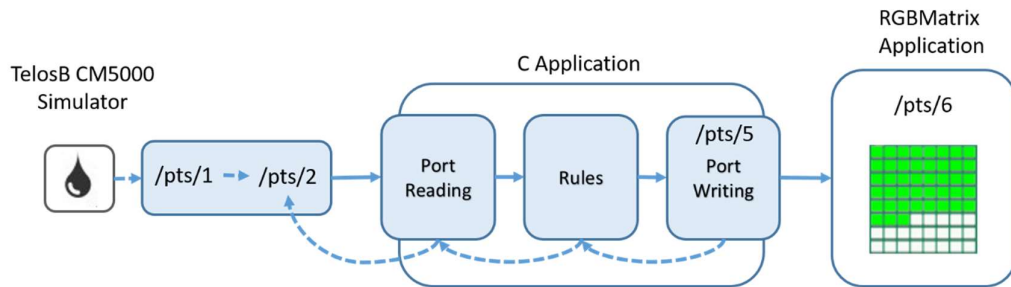 TelosB CM5000
Simulator
/pts/1
/pts/2
C Application
Port
Reading
Rules
/pts/5
Port
Writing
RGBMatrix
Application
/pts/6